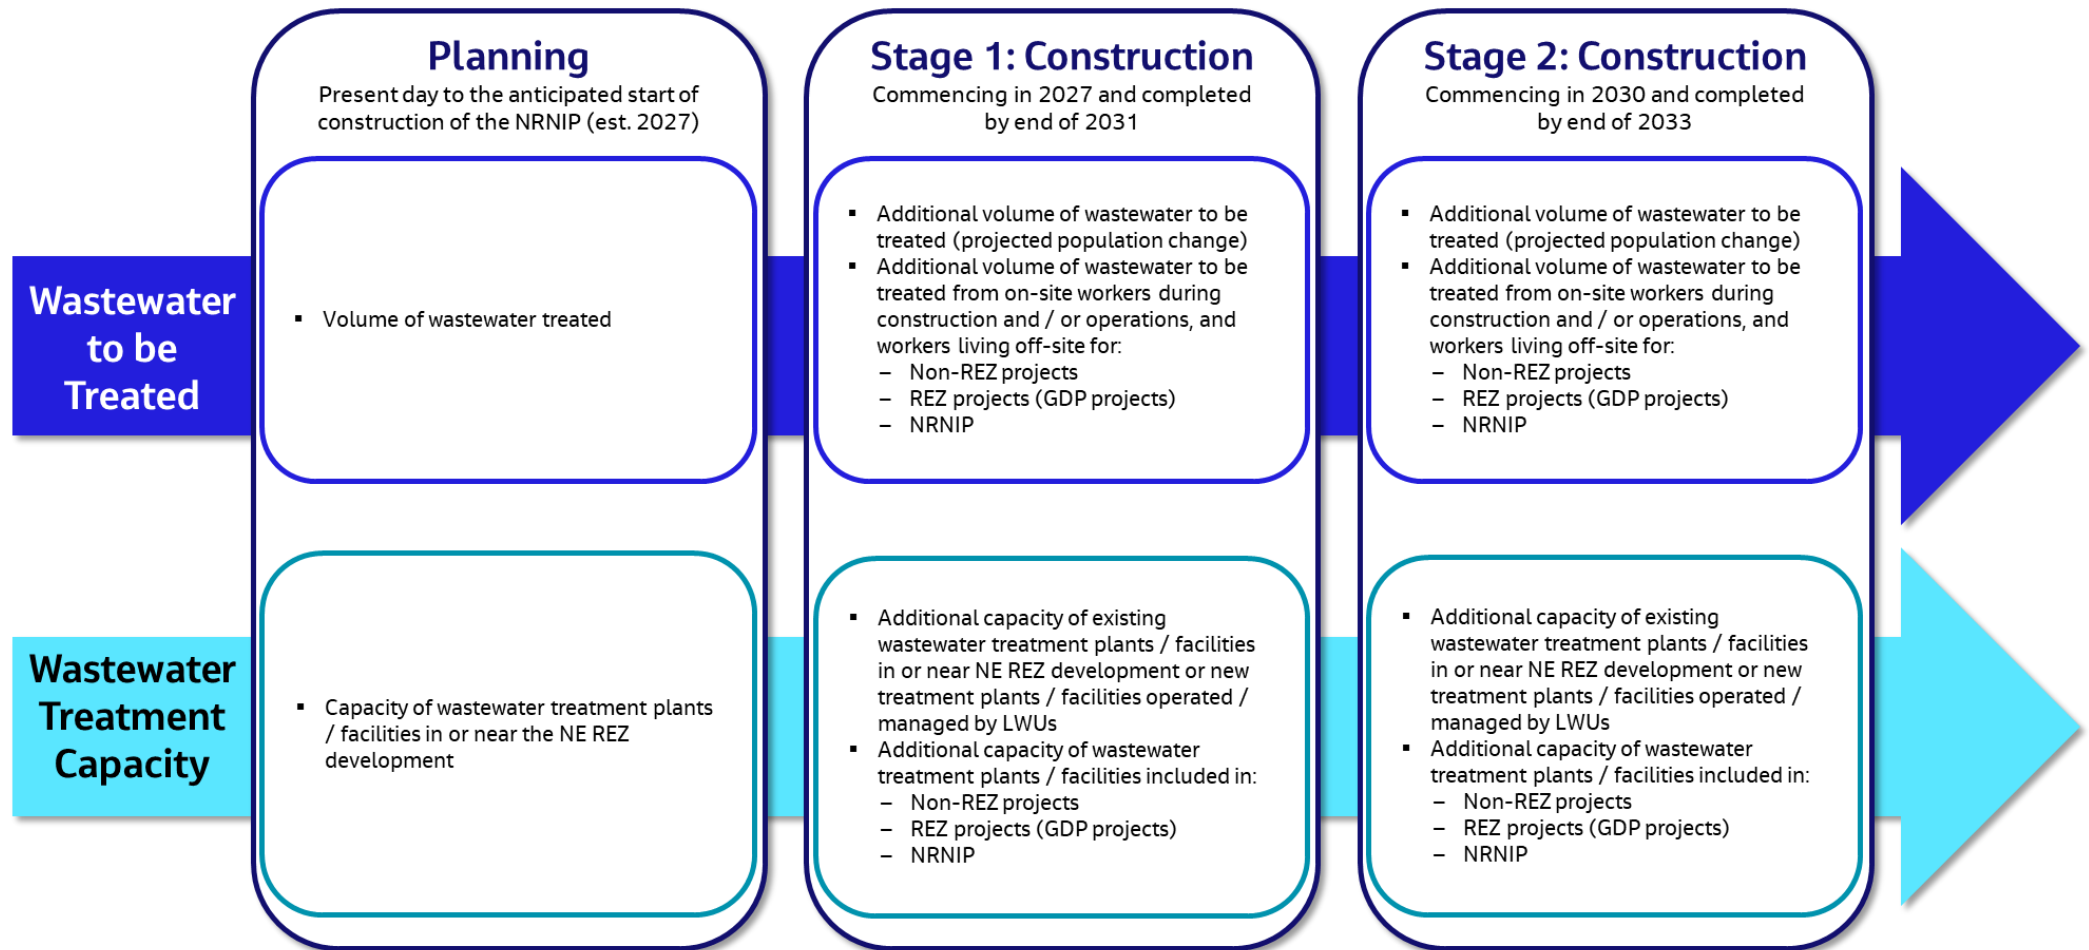 Planning
Present day to the anticipated start of
construction of the NRNIP (est. 2027)
Stage 1: Construction
Commencing in 2027 and completed
by end of 2031
Stage 2: Construction
Commencing in 2030 and completed
by end of 2033
Wastewater
to be
Treated
▪ Volume of wastewater treated
▪ Additional volume of wastewater to be
treated (projected population change)
▪ Additional volume of wastewater to be
treated from on-site workers during
construction and / or operations, and
workers living off-site for:
– Non-REZ projects
– REZ projects (GDP projects)
– NRNIP
▪ Additional volume of wastewater to be
treated (projected population change)
▪ Additional volume of wastewater to be
treated from on-site workers during
construction and / or operations, and
workers living off-site for:
– Non-REZ projects
– REZ projects (GDP projects)
– NRNIP
Wastewater
Treatment
Capacity
▪ Capacity of wastewater treatment plants
/ facilities in or near the NE REZ
development
▪ Additional capacity of existing
wastewater treatment plants / facilities
in or near NE REZ development or new
treatment plants / facilities operated /
managed by LWUs
▪ Additional capacity of wastewater
treatment plants / facilities included in:
– Non-REZ projects
– REZ projects (GDP projects)
– NRNIP
▪ Additional capacity of existing
wastewater treatment plants / facilities
in or near NE REZ development or new
treatment plants / facilities operated /
managed by LWUs
▪ Additional capacity of wastewater
treatment plants / facilities included in:
– Non-REZ projects
– REZ projects (GDP projects)
– NRNIP